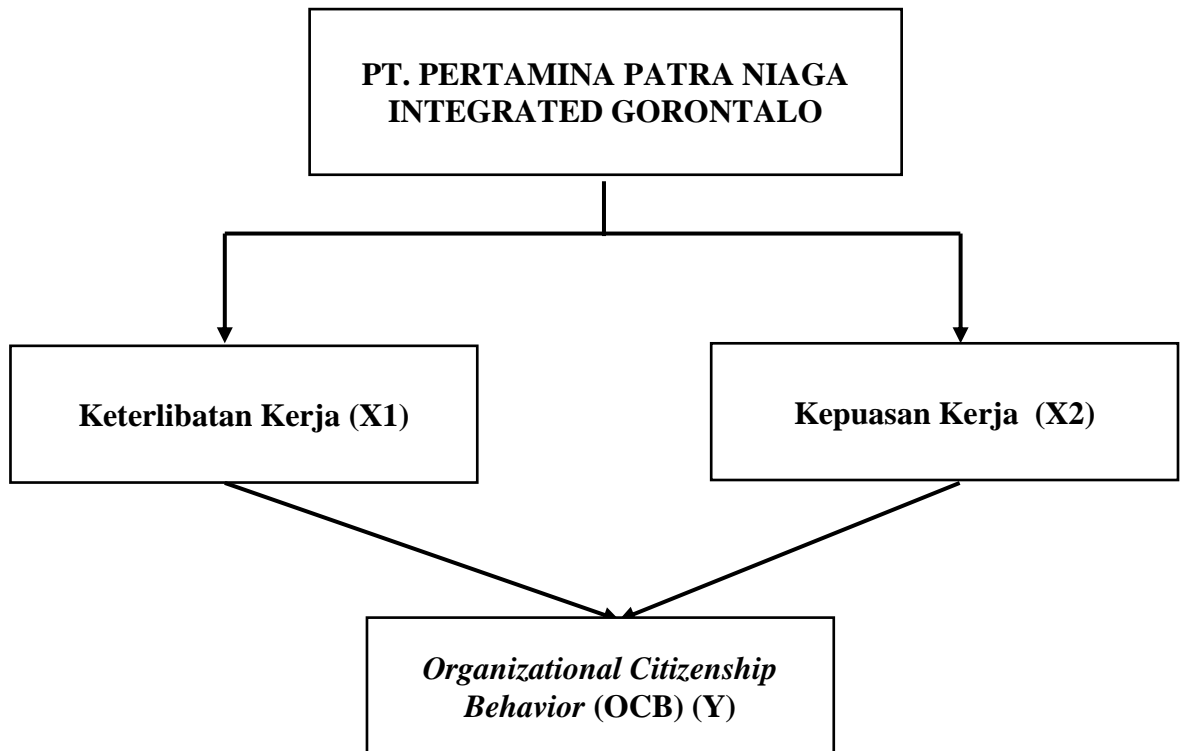 PT. PERTAMINA PATRA NIAGA
INTEGRATED GORONTALO
Keterlibatan Kerja (X1)
Kepuasan Kerja (X2)
Organizational Citizenship
Behavior (OCB) (Y)